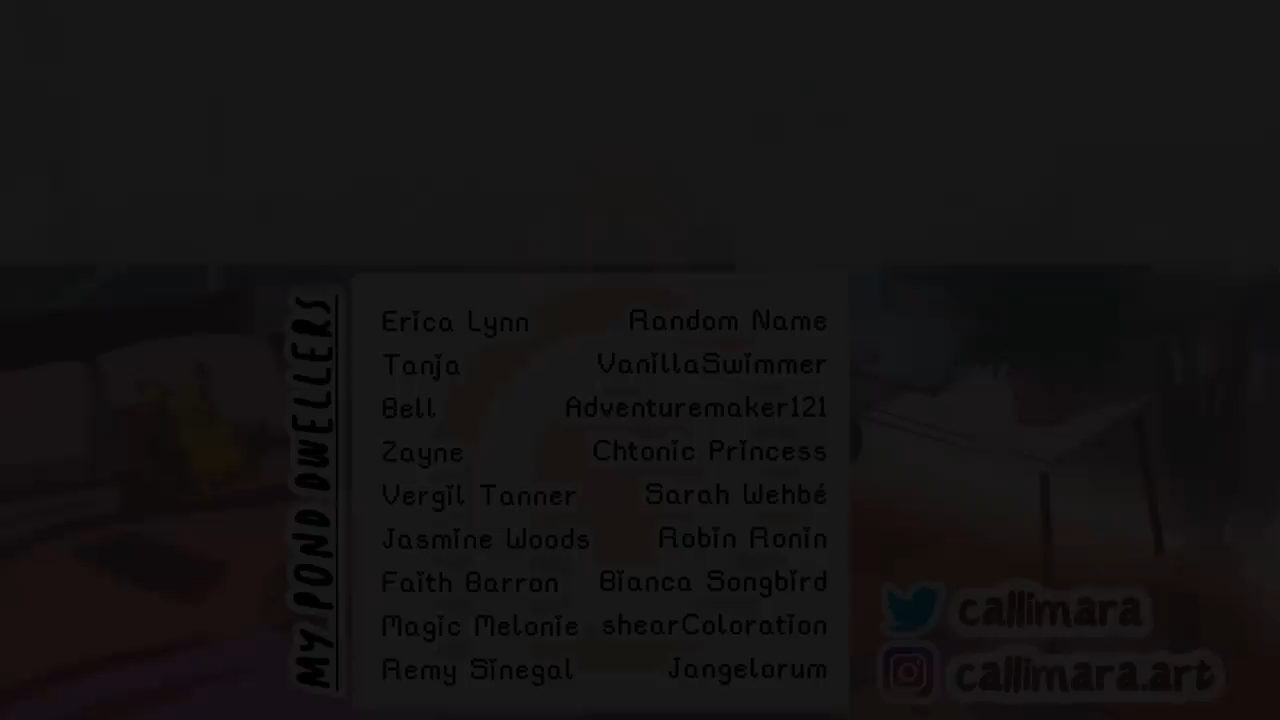 MY POND DWELLERS
Erica Lynn
Random Name
Tanja
VanillaSwimmer
Bell
Adventuremaker121
Zayne
Chtonic Princess
Vergil Tanner
Sarah Wehbé
Jasmine Woods
Robin Ronin
Faith Barron
Bianca Songbird
Magic Melonie
shearColoration
Remy Sinegal
Jangelorum
callimara
callimara.art